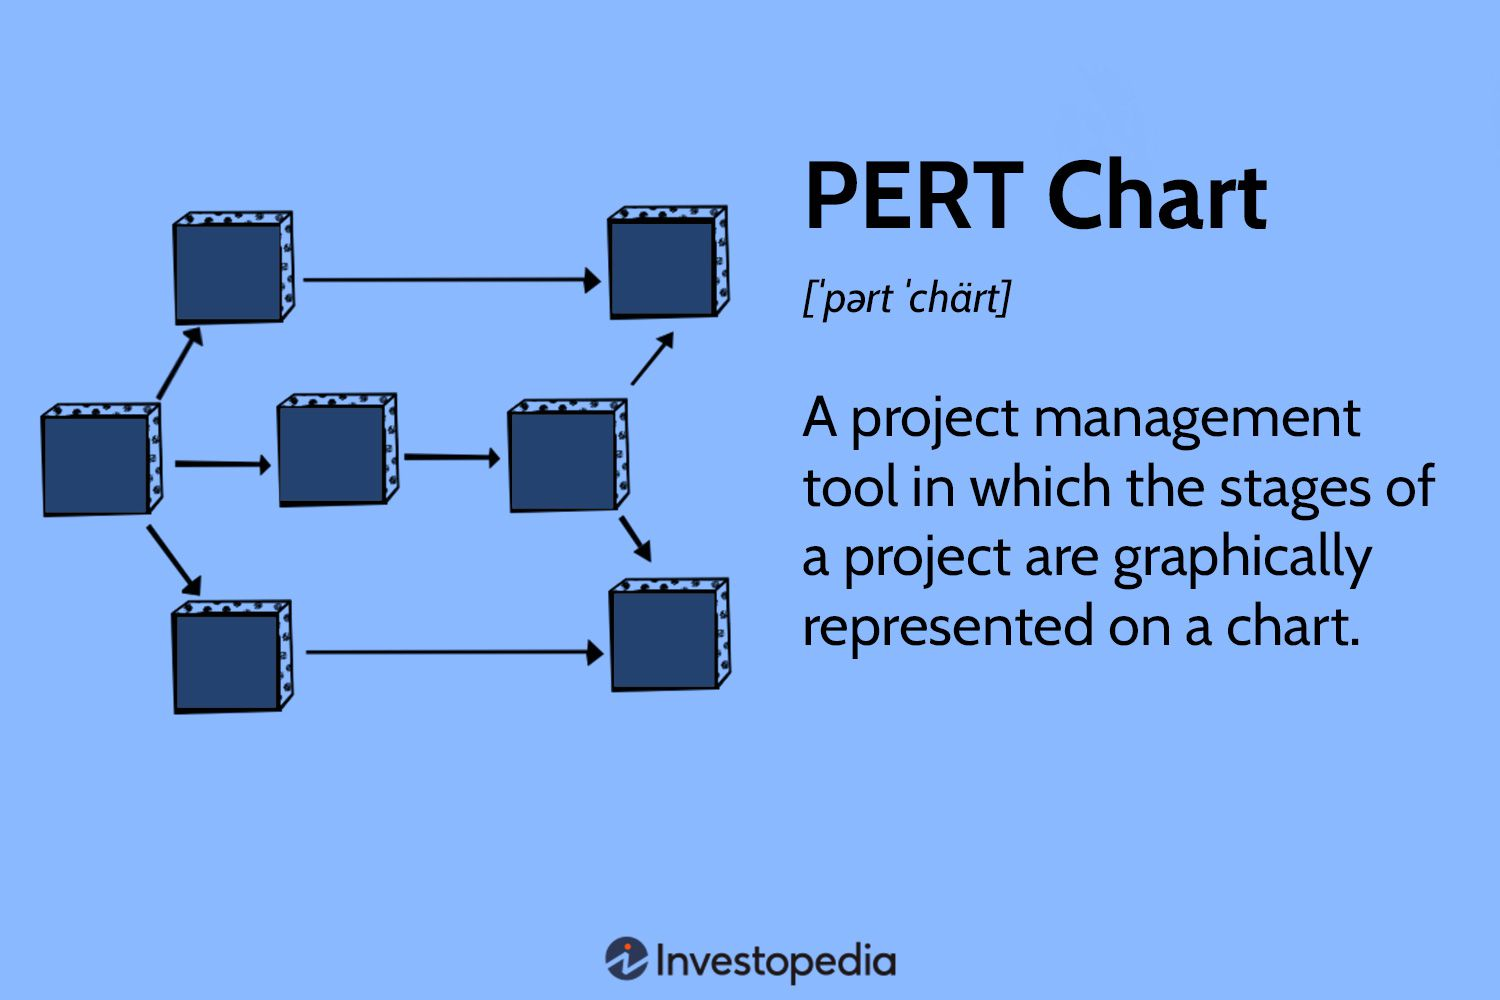 PERT Chart
[ˈpərt ˈchärt]
A project management
tool in which the stages of
a project are graphically
represented on a chart.
Investopedia